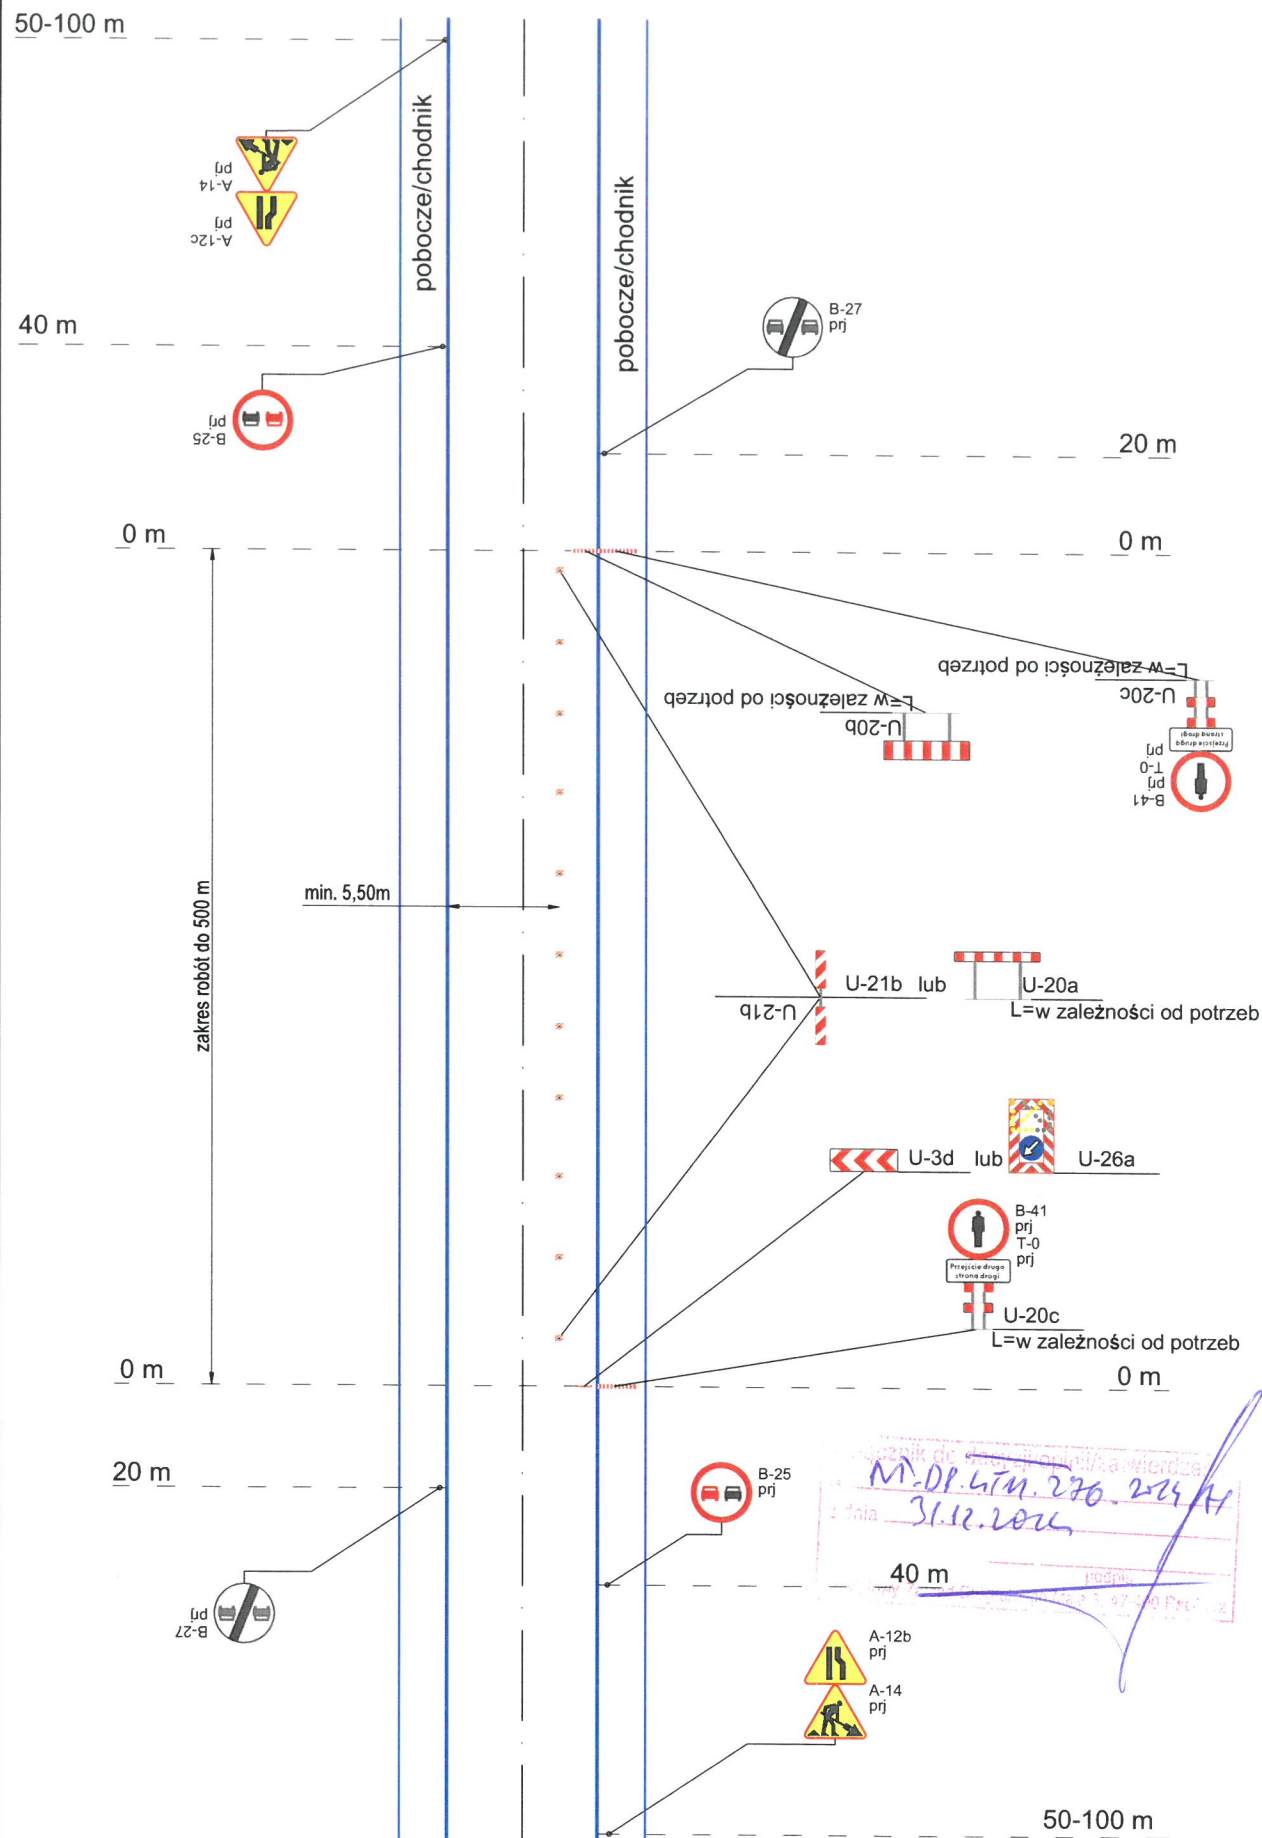 50-100 m
pobocze/chodnik
A-14
prj
A-12c
prj
pobocze/chodnik
B-27
prj
40 m
B-25
prj
20 m
0 m
0 m
L=w zależności od potrzeb
U-20c
L=w zależności od potrzeb
U-20b
Przejście drugą
stroną drogi
B-41
prj
T-0
prj
min. 5,50m
zakres robót do 500 m
U-21b lub U-20a
U-21b
L=w zależności od potrzeb
U-3d lub U-26a
B-41
prj
T-0
prj
Przejście drugą
stroną drogi
U-20c
L=w zależności od potrzeb
0 m
0 m
20 m
B-25
prj
z dnia 31.12.2024
40 m
podpis
B-27
prj
A-12b
prj
A-14
prj
50-100 m